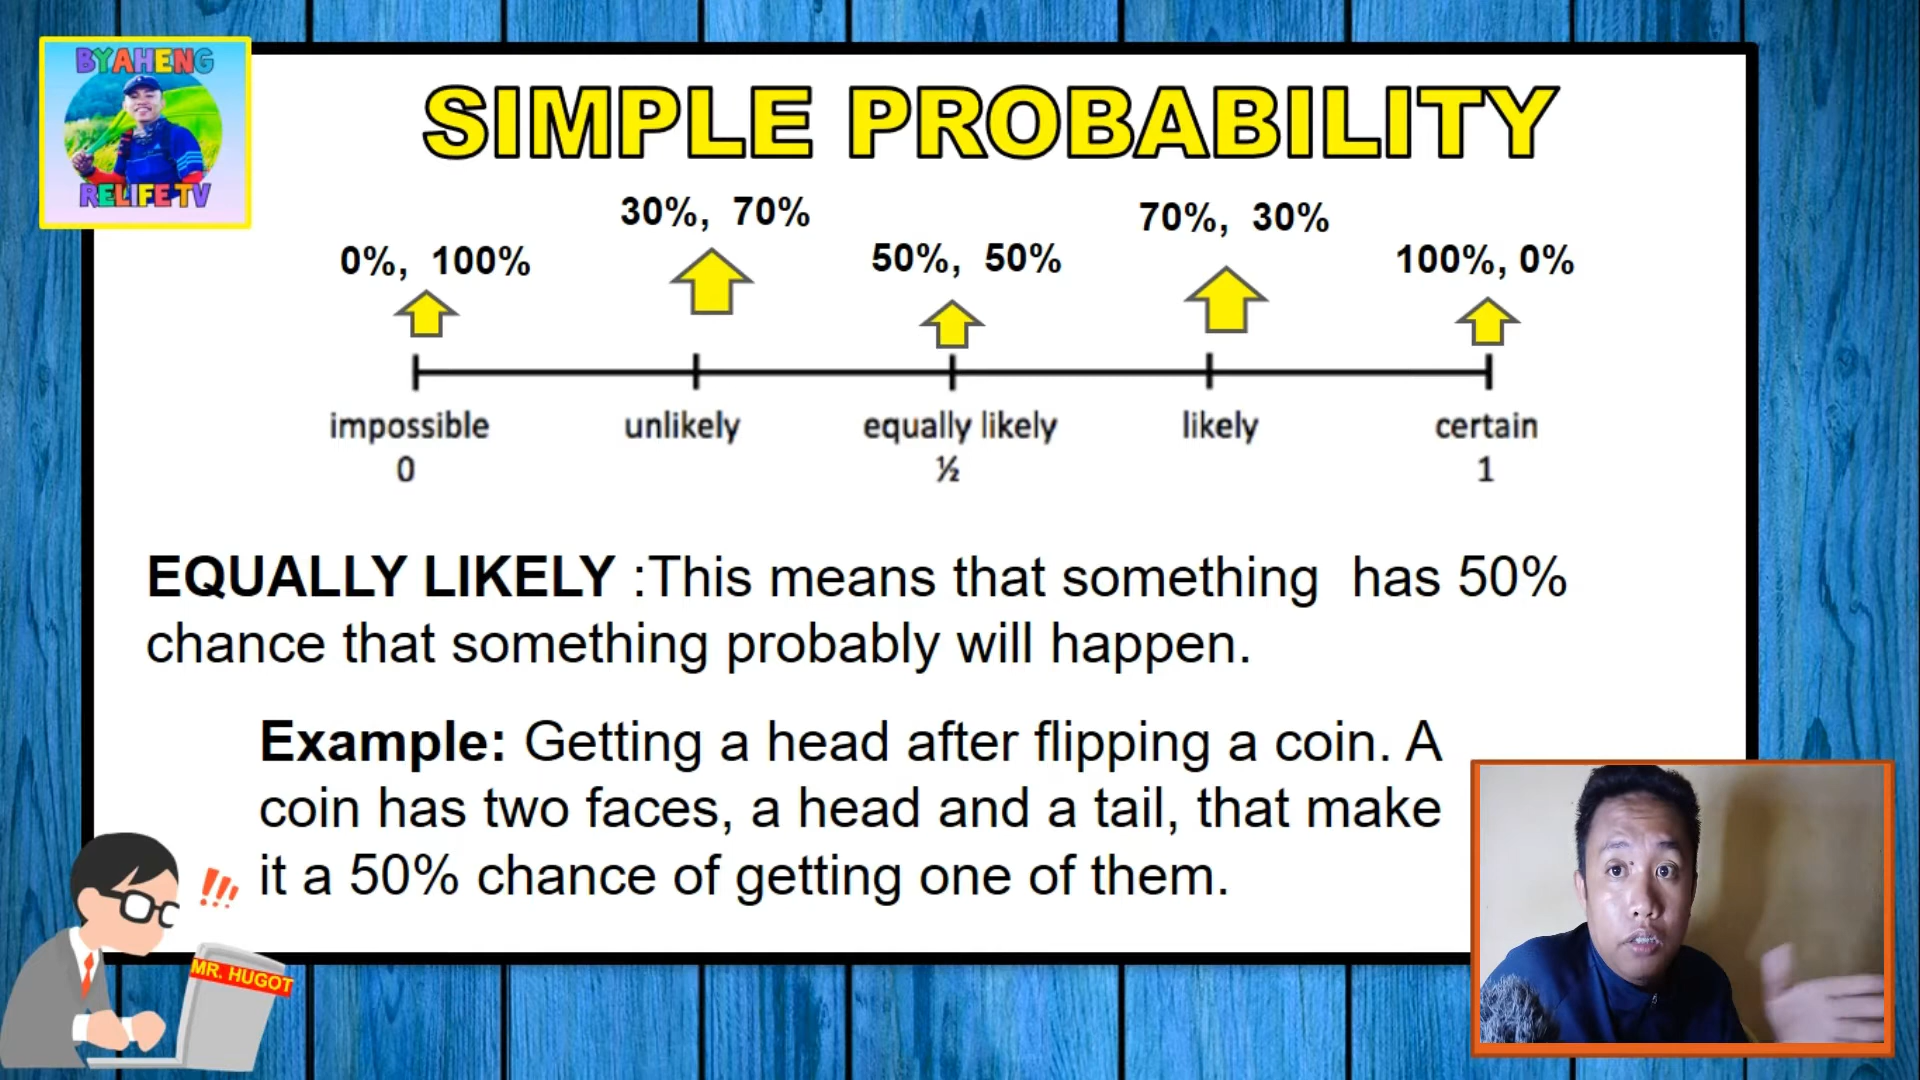 BYAHENG
RELIFE TV
SIMPLE PROBABILITY
0%, 100%
30%, 70%
50%, 50%
70%, 30%
100%, 0%
impossible
0
unlikely
equally likely
½
likely
certain
1
EQUALLY LIKELY :This means that something has 50%
chance that something probably will happen.
Example: Getting a head after flipping a coin. A
coin has two faces, a head and a tail, that make
it a 50% chance of getting one of them.
!!!
MR. HUGOT